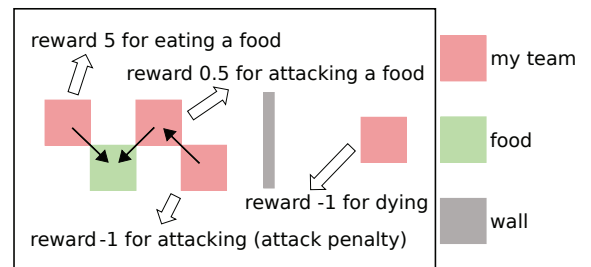 reward 5 for eating a food
reward 0.5 for attacking a food
my team
food
reward -1 for dying
wall
reward -1 for attacking (attack penalty)